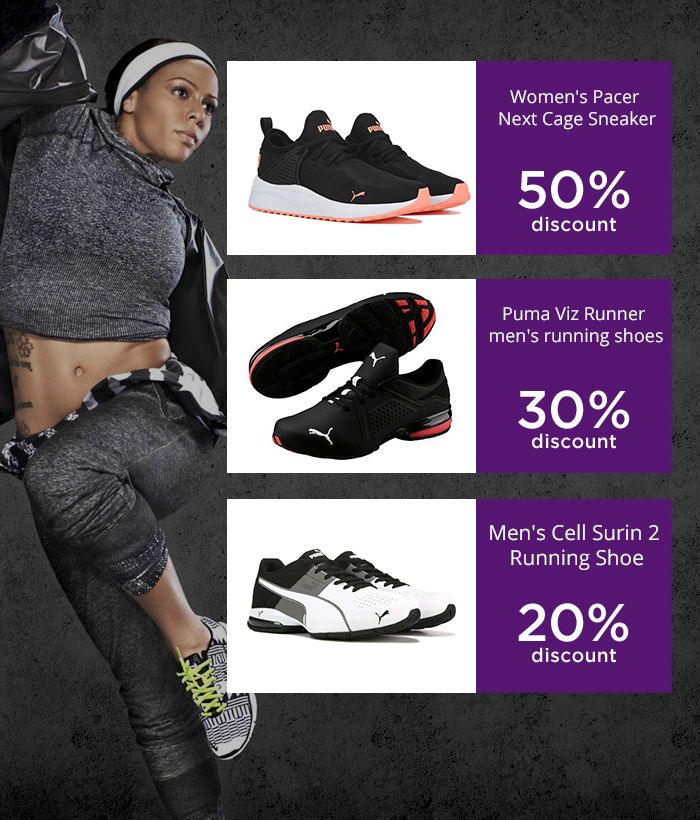 Women's Pacer
Next Cage Sneaker
50%
discount
PUMA
Puma Viz Runner
men's running shoes
30%
discount
Men's Cell Surin 2
Running Shoe
20%
discount